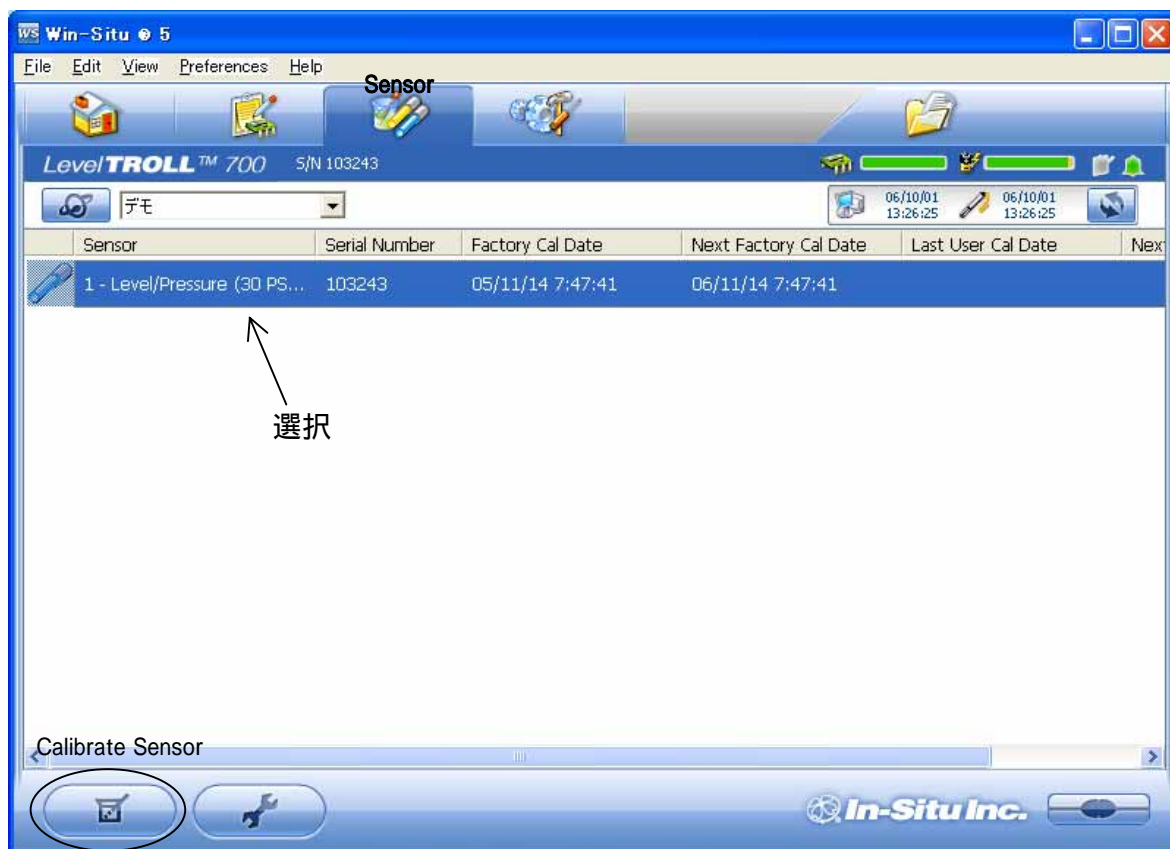 WS Win-Situ ® 5
File Edit View Preferences Help
Sensor
LevelTROLL™ 700 S/N 103243
デモ 06/10/01 13:26:25 06/10/01 13:26:25
Sensor Serial Number Factory Cal Date Next Factory Cal Date Last User Cal Date Next
1 - Level/Pressure (30 PS... 103243 05/11/14 7:47:41 06/11/14 7:47:41
選択
Calibrate Sensor
In-Situ Inc.